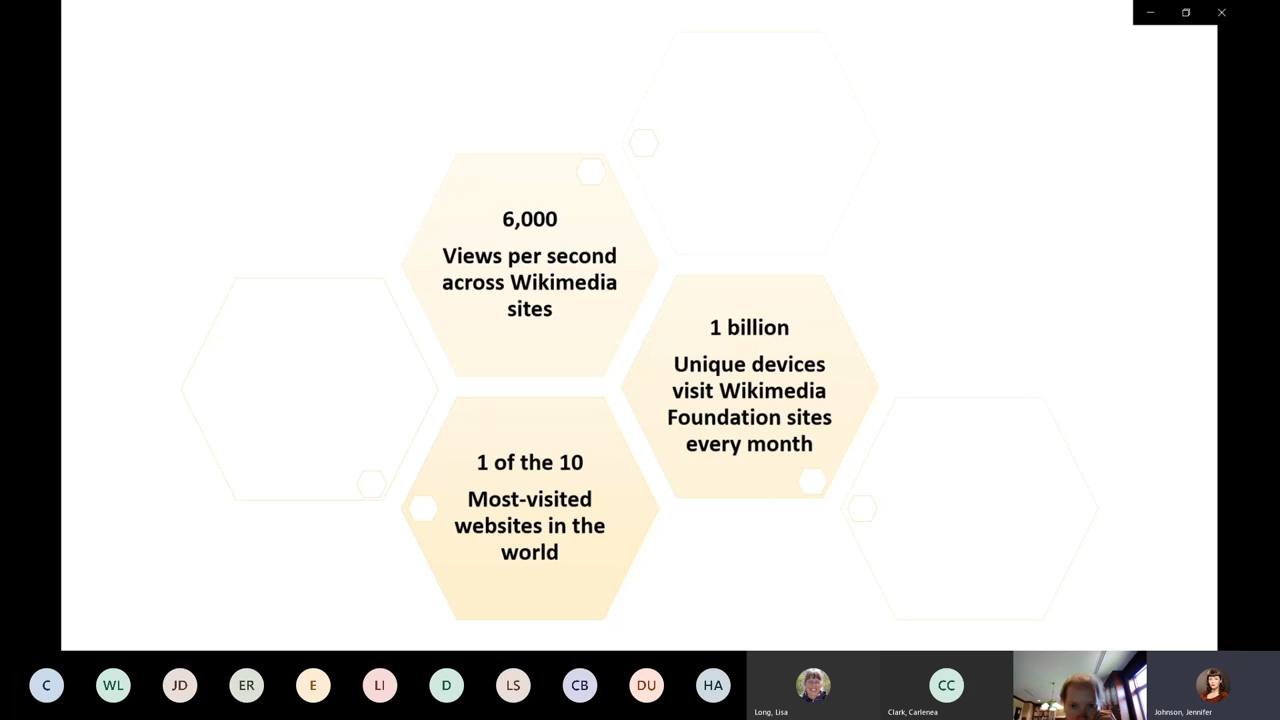 6,000
Views per second
across Wikimedia
sites
1 billion
Unique devices
visit Wikimedia
Foundation sites
every month
1 of the 10
Most-visited
websites in the
world
C
WL
JD
ER
E
LI
D
LS
CB
DU
HA
Long, Lisa
CC
Clark, Carlenea
Johnson, Jennifer